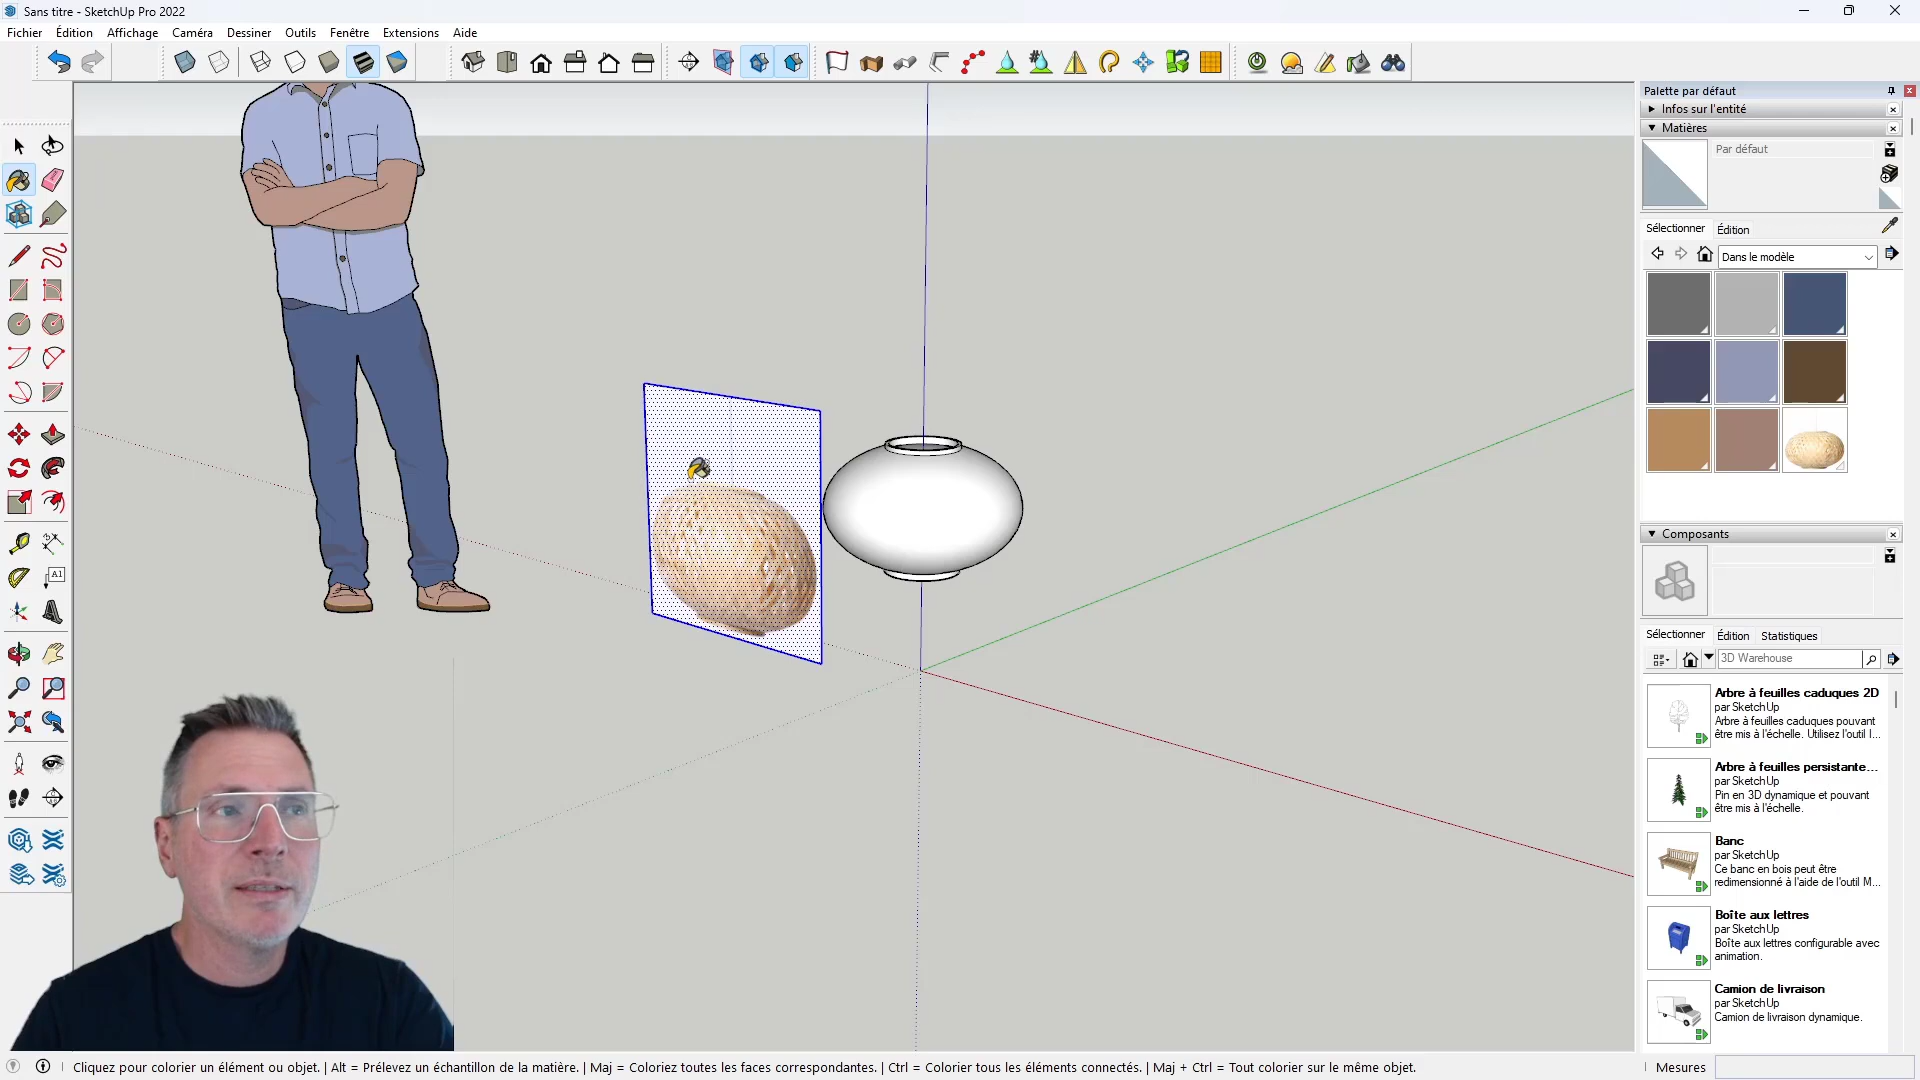 Sans titre - SketchUp Pro 2022
Fichier Édition Affichage Caméra Dessiner Outils Fenêtre Extensions Aide
Palette par défaut
Infos sur l'entité
Matières
Par défaut
Sélectionner Édition
Dans le modèle
Composants
Sélectionner Édition Statistiques
3D Warehouse
Arbre à feuilles caduques 2D
par SketchUp
Arbre à feuilles caduques pouvant
être mis à l'échelle. Utilisez l'outil l...
Arbre à feuilles persistante...
par SketchUp
Pin en 3D dynamique et pouvant
être mis à l'échelle.
Banc
par SketchUp
Ce banc en bois peut être
redimensionné à l'aide de l'outil M...
Boîte aux lettres
par SketchUp
Boîte aux lettres configurable avec
animation.
Camion de livraison
par SketchUp
Camion de livraison dynamique.
Cliquez pour colorier un élément ou objet. | Alt = Prélevez un échantillon de la matière. | Maj = Coloriez toutes les faces correspondantes. | Ctrl = Colorier tous les éléments connectés. | Maj + Ctrl = Tout colorier sur le même objet.
Mesures